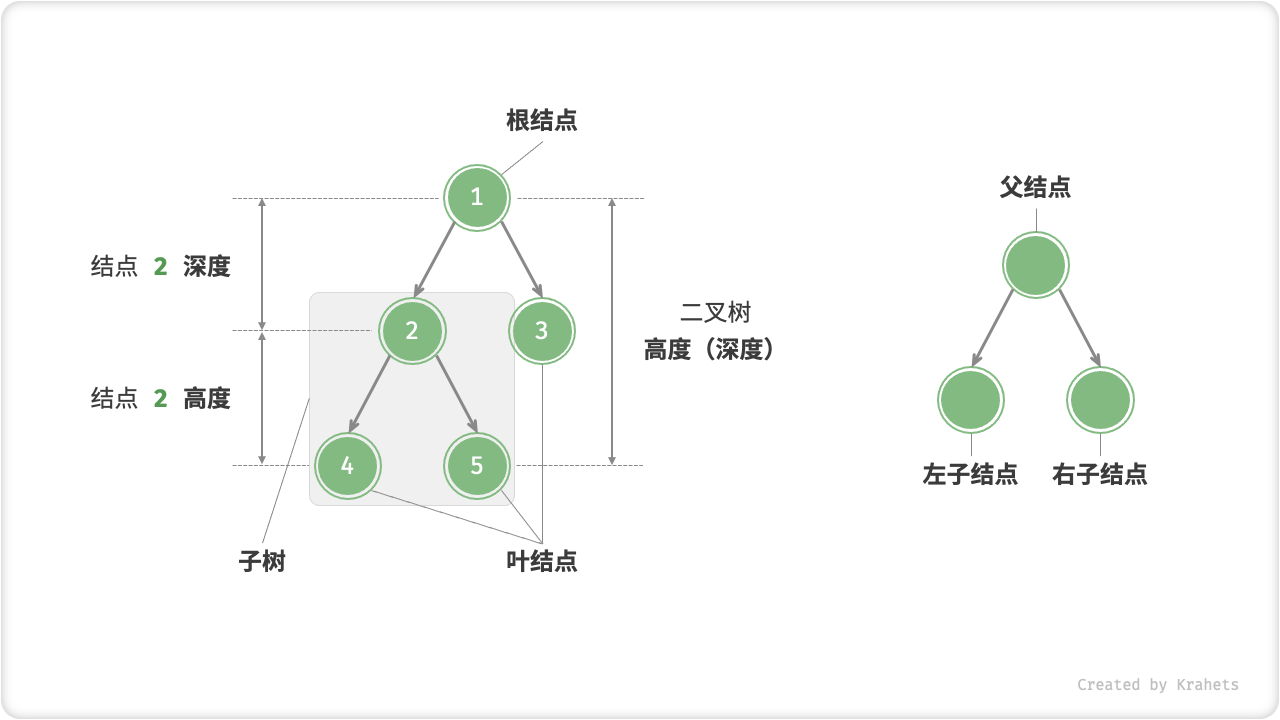 根结点
1
结点 2 深度
2
3
二叉树
高度（深度）
结点 2 高度
4
5
子树
叶结点
父结点
左子结点
右子结点
Created by Krahets